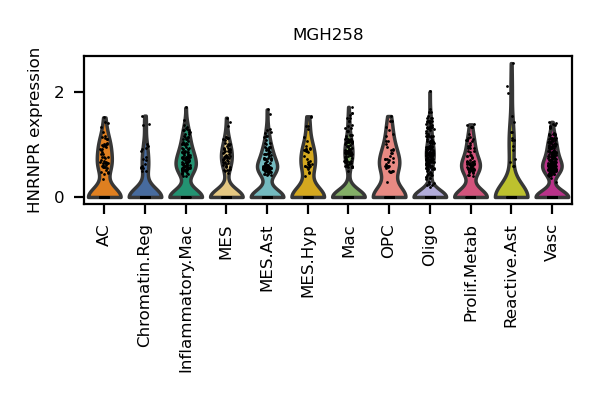 MGH258
HNRNPR expression
2
0
AC
Chromatin.Reg
Inflammatory.Mac
MES
MES.Ast
MES.Hyp
Mac
OPC
Oligo
Prolif.Metab
Reactive.Ast
Vasc